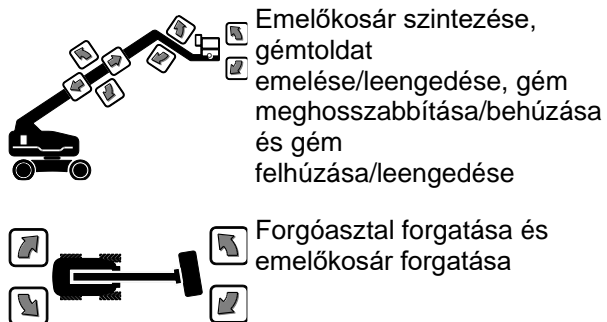 Emelőkosár szintezése,
gémtoldat
emelése/leengedése, gém
meghosszabbítása/behúzása
és gém
felhúzása/leengedése
Forgóasztal forgatása és
emelőkosár forgatása